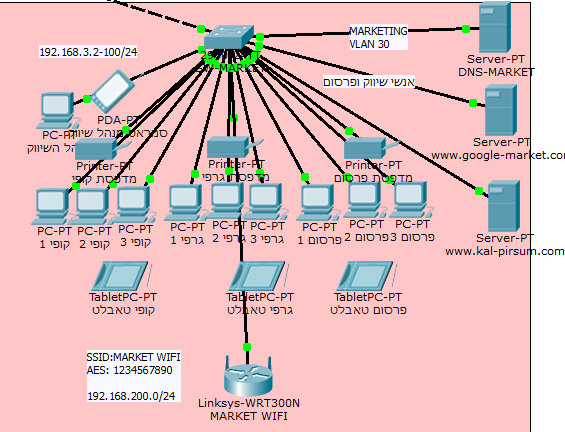 MARKETING
VLAN 30
192.168.3.2-100/24
Server-PT
DNS-MARKET
אנשי שיווק ופרסום
PDA-PT
PC-PT
Server-PT
www.google-market.com
Printer-PT
מדפסת קופי
Printer-PT
מדפסת גרפי
Printer-PT
מדפסת פרסום
PC-PT
קופי 1
PC-PT
קופי 2
PC-PT
קופי 3
PC-PT
גרפי 1
PC-PT
גרפי 2
PC-PT
גרפי 3
PC-PT
פרסום 1
PC-PT
פרסום 2
PC-PT
פרסום 3
Server-PT
www.kal-pirsum.com
TabletPC-PT
קופי טאבלט
TabletPC-PT
גרפי טאבלט
TabletPC-PT
פרסום טאבלט
SSID:MARKET WIFI
AES: 1234567890
192.168.200.0/24
Linksys-WRT300N
MARKET WIFI